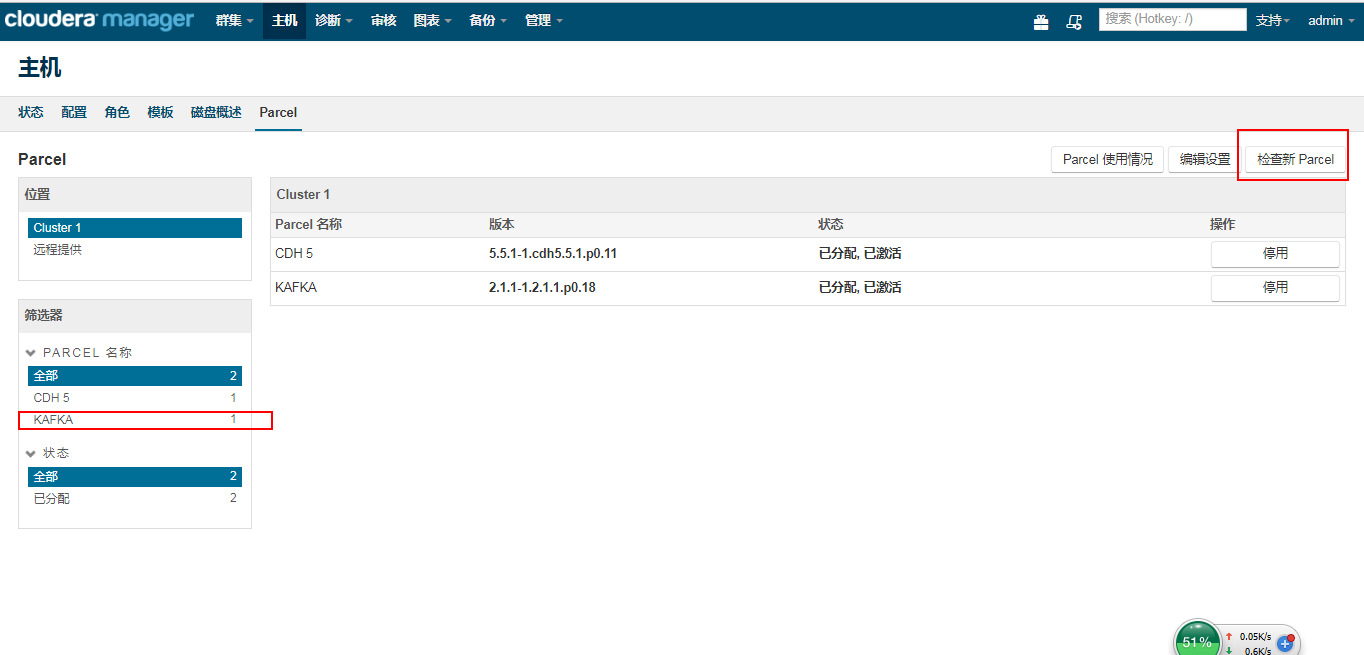 cloudera manager 群集 主机 诊断 审核 图表 备份 管理 搜索 (Hotkey: /) 支持 admin
主机
状态 配置 角色 模板 磁盘概述 Parcel
Parcel Parcel 使用情况 编辑设置 检查新 Parcel
位置
Cluster 1
远程提供
筛选器
PARCEL 名称
全部 2
CDH 5 1
KAFKA 1
状态
全部 2
已分配 2
Cluster 1
Parcel 名称 版本 状态 操作
CDH 5 5.5.1-1.cdh5.5.1.p0.11 已分配, 已激活 停用
KAFKA 2.1.1-1.2.1.1.p0.18 已分配, 已激活 停用
51% 0.05K/s
0.6K/s